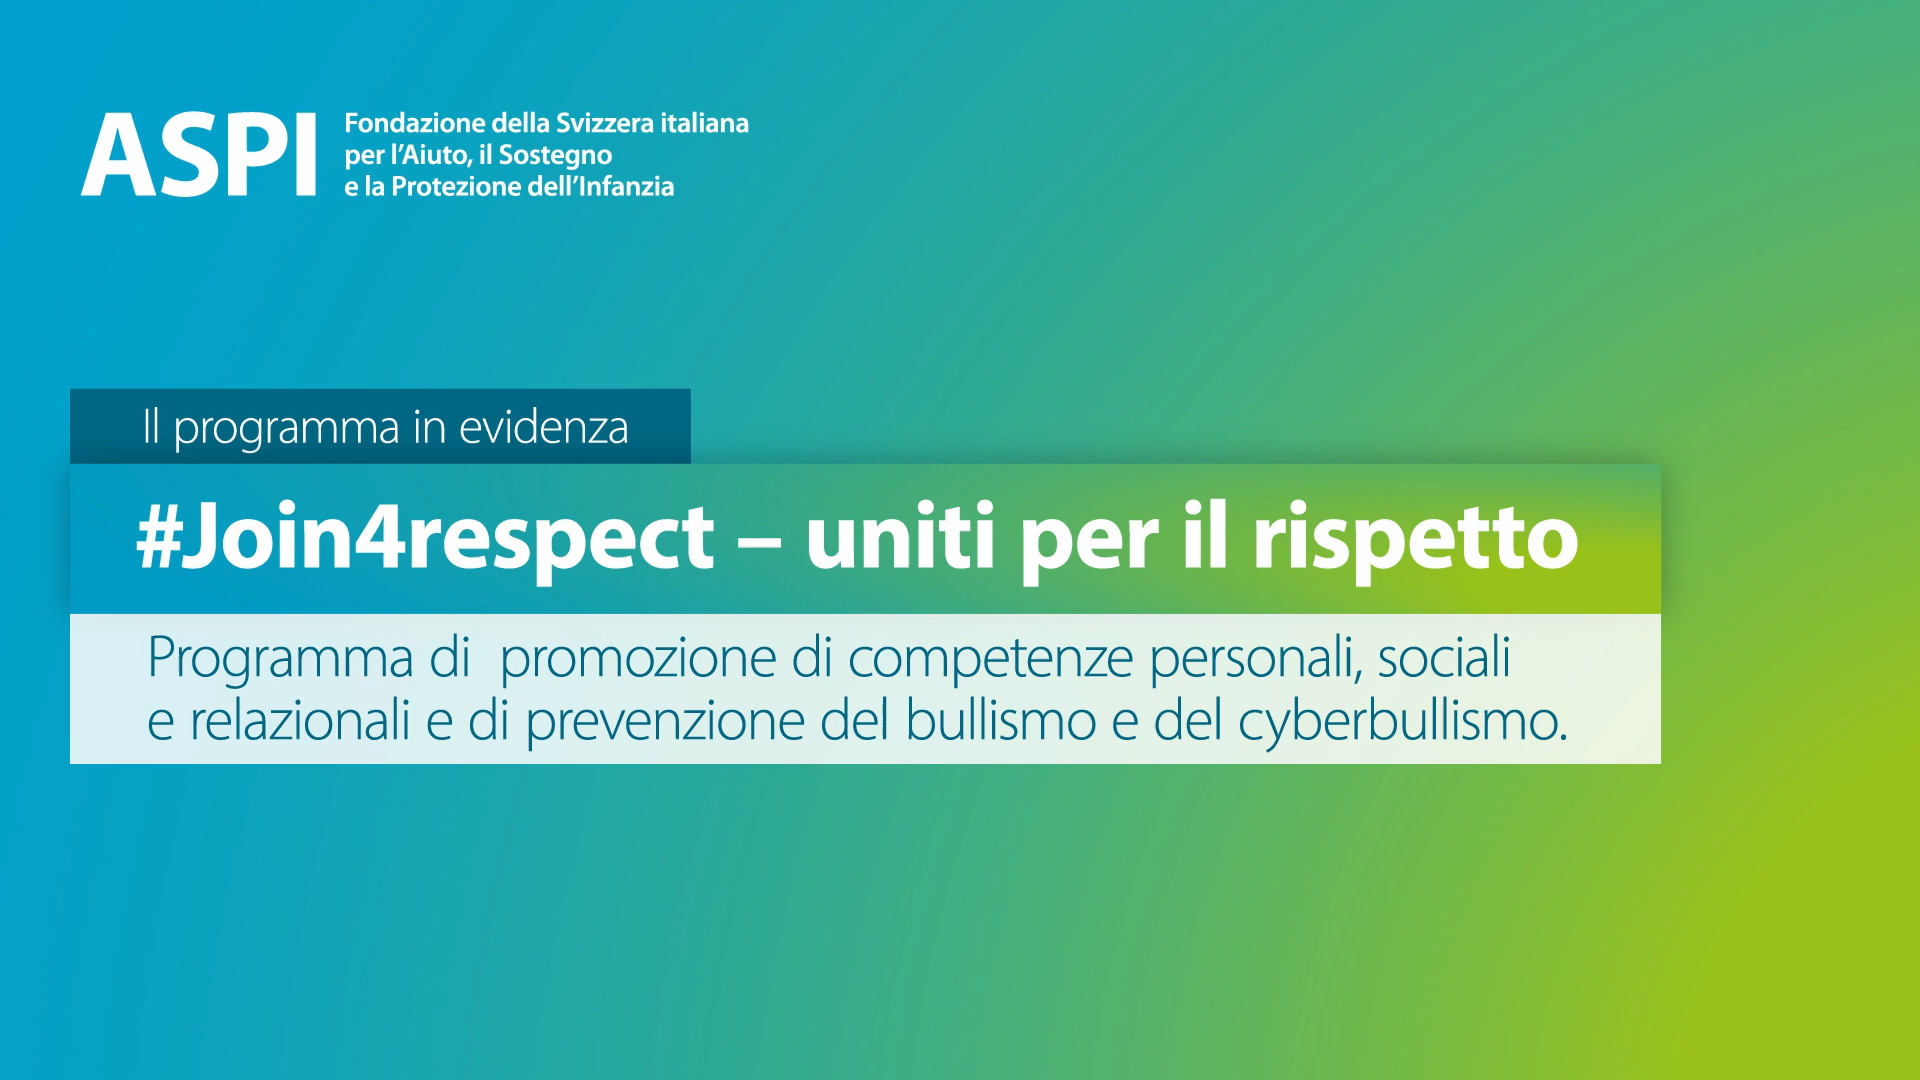 ASPI
Fondazione della Svizzera italiana
per l’Aiuto, il Sostegno
e la Protezione dell’Infanzia
Il programma in evidenza
#Join4respect – uniti per il rispetto
Programma di  promozione di competenze personali, sociali
e relazionali e di prevenzione del bullismo e del cyberbullismo.